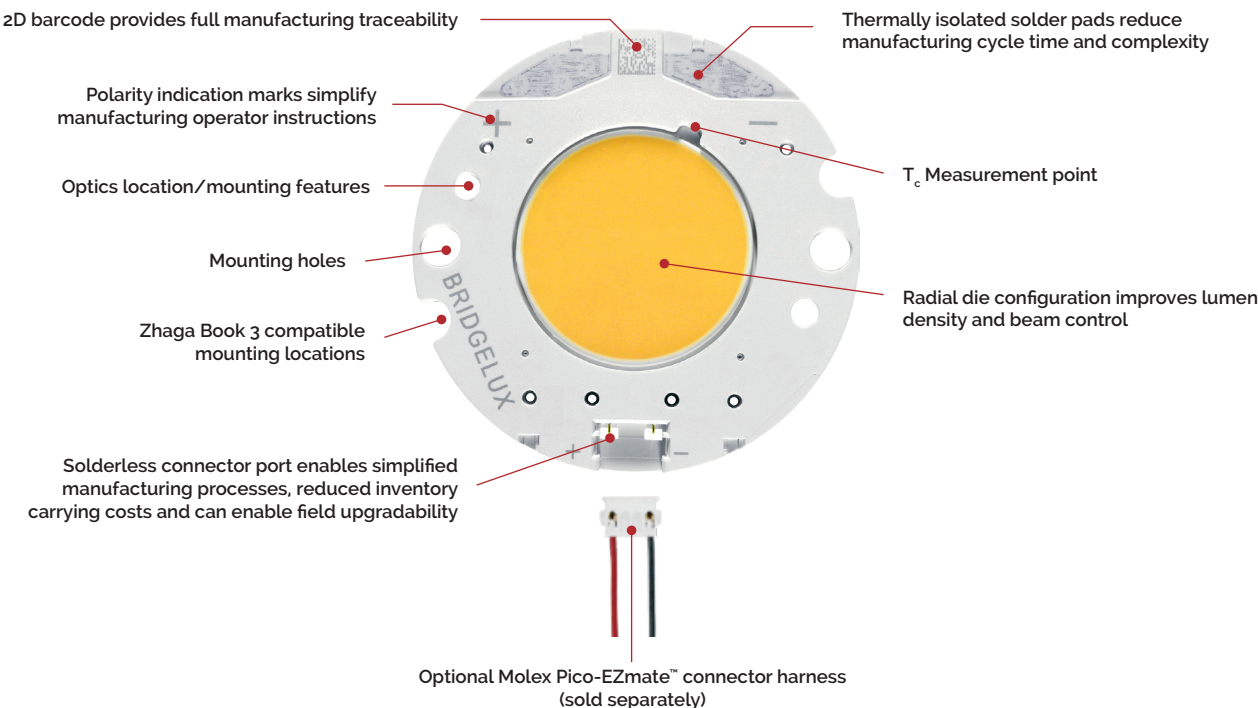 2D barcode provides full manufacturing traceability
Thermally isolated solder pads reduce
manufacturing cycle time and complexity
Polarity indication marks simplify
manufacturing operator instructions
+
−
Tc Measurement point
Optics location/mounting features
Mounting holes
BRIDGELUX
Radial die configuration improves lumen
density and beam control
Zhaga Book 3 compatible
mounting locations
+
−
Solderless connector port enables simplified
manufacturing processes, reduced inventory
carrying costs and can enable field upgradability
Optional Molex Pico-EZmate™ connector harness
(sold separately)